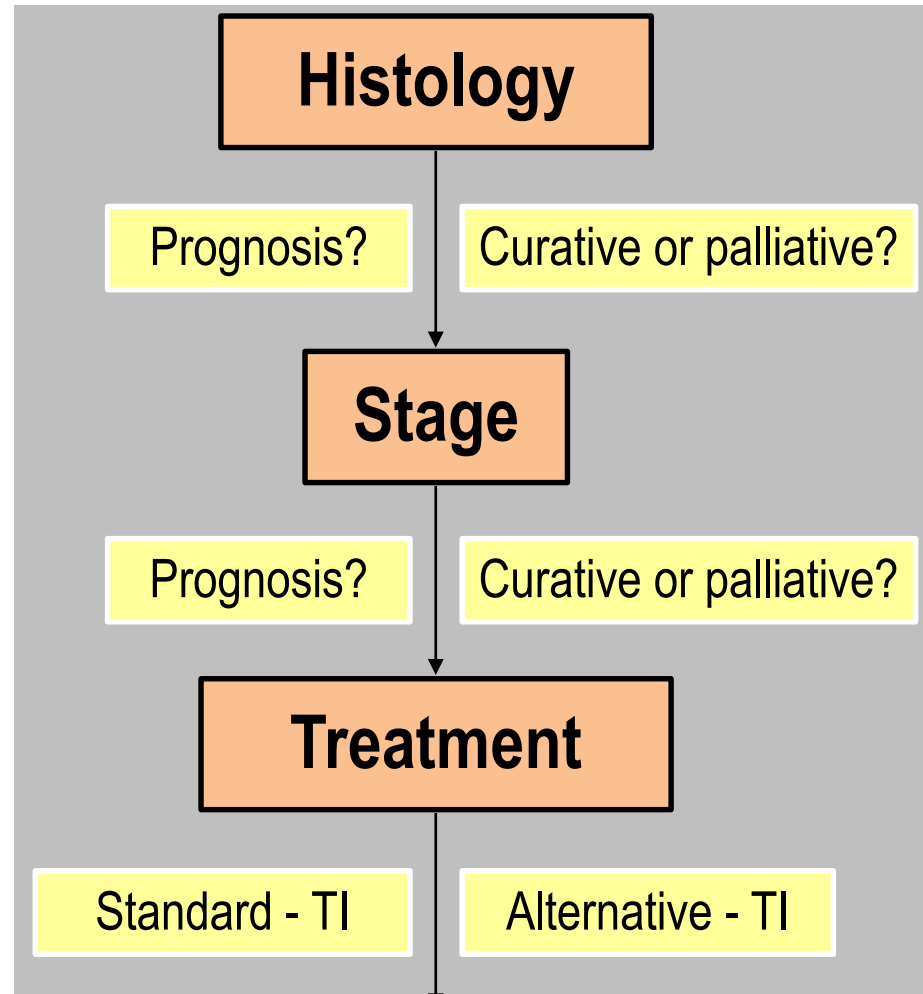 Histology
Prognosis?
Curative or palliative?
Stage
Prognosis?
Curative or palliative?
Treatment
Standard - TI
Alternative - TI